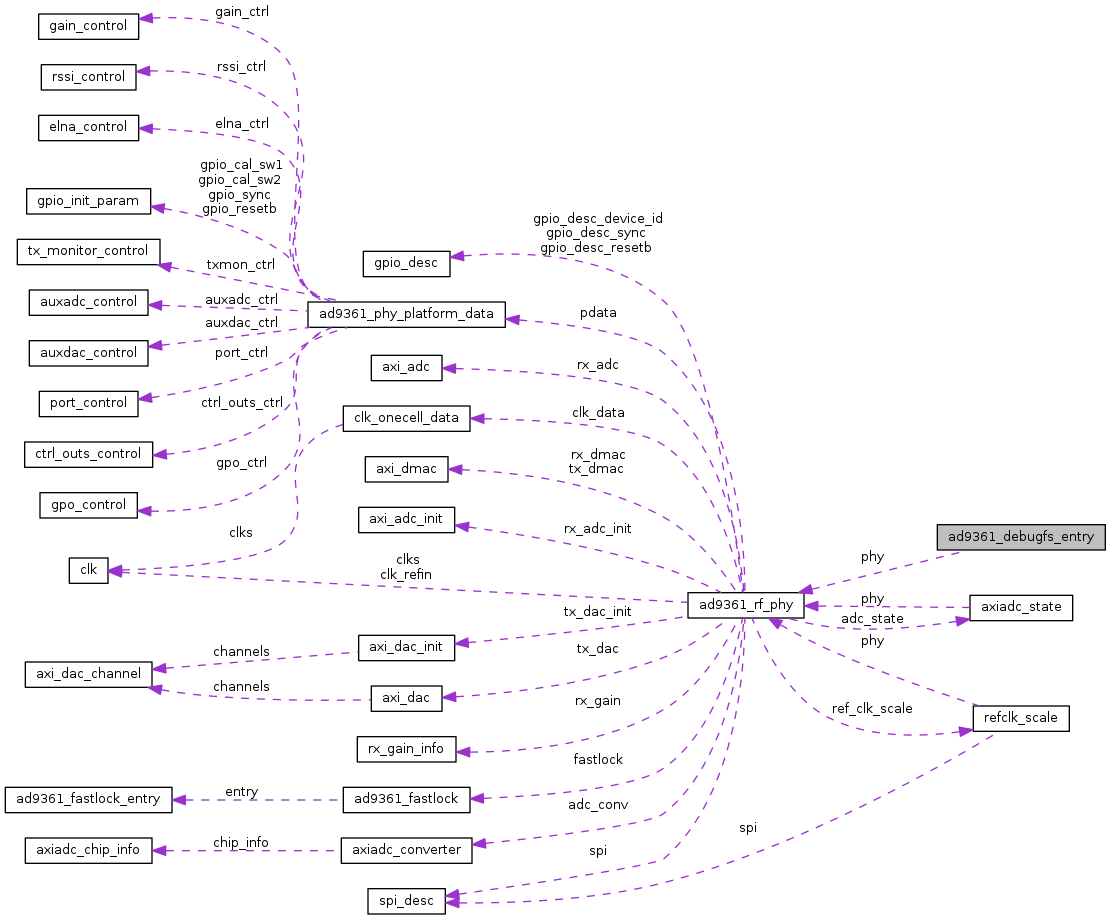 gain_control
gain_ctrl
rssi_control
rssi_ctrl
elna_control
elna_ctrl
gpio_init_param
gpio_cal_sw1
gpio_cal_sw2
gpio_sync
gpio_resetb
tx_monitor_control
txmon_ctrl
auxadc_control
auxadc_ctrl
auxdac_control
auxdac_ctrl
port_control
port_ctrl
ctrl_outs_control
ctrl_outs_ctrl
gpo_control
gpo_ctrl
clk
clks
axi_dac_channel
channels
channels
ad9361_fastlock_entry
entry
axiadc_chip_info
chip_info
gpio_desc
ad9361_phy_platform_data
axi_adc
clk_onecell_data
axi_dmac
axi_adc_init
clks
clk_refin
axi_dac_init
axi_dac
rx_gain_info
ad9361_fastlock
axiadc_converter
spi_desc
gpio_desc_device_id
gpio_desc_sync
gpio_desc_resetb
pdata
rx_adc
clk_data
rx_dmac
tx_dmac
rx_adc_init
tx_dac_init
tx_dac
rx_gain
fastlock
adc_conv
spi
ad9361_rf_phy
phy
phy
adc_state
phy
ref_clk_scale
spi
ad9361_debugfs_entry
axiadc_state
refclk_scale